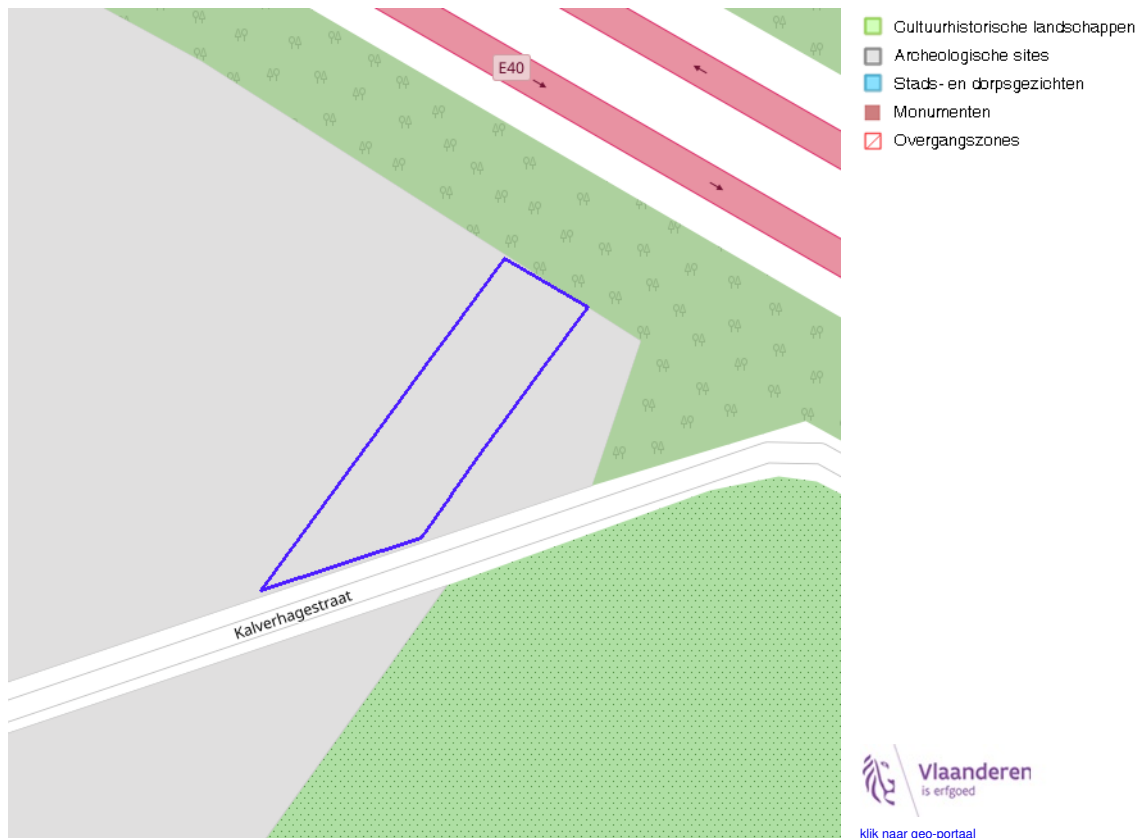 E40
Kalverhagestraat
Cultuurhistorische landschappen
Archeologische sites
Stads- en dorpsgezichten
Monumenten
Overgangszones
Vlaanderen
is erfgoed
klik naar geo-portaal